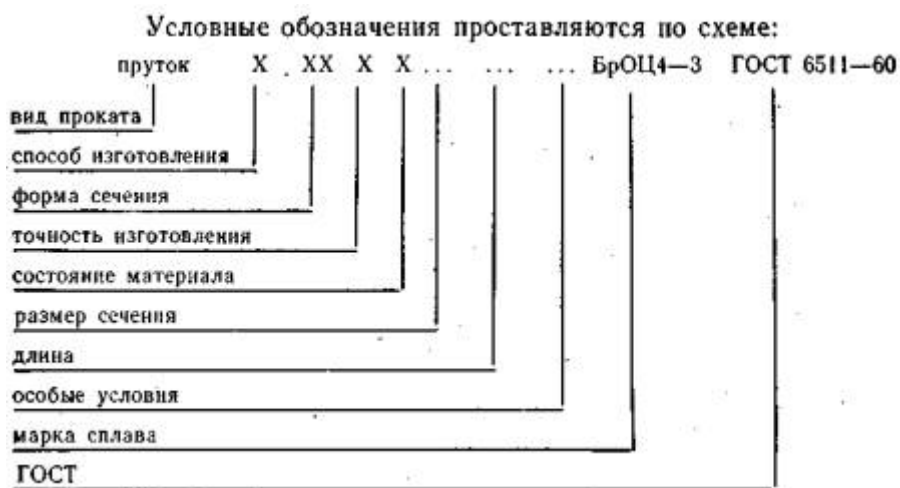 Условные обозначения проставляются по схеме:
пруток Х ХХ Х Х ... ... ... БрОЦ4—3 ГОСТ 6511—60
вид проката
способ изготовления
форма сечения
точность изготовления
состояние материала
размер сечения
длина
особые условия
марка сплава
ГОСТ